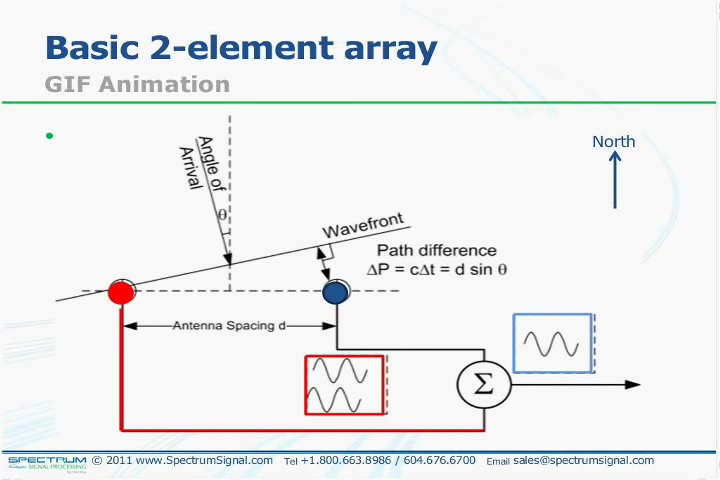 Basic 2-element array
GIF Animation
North
Angle of
Arrival
θ
Wavefront
Path difference
ΔP = cΔt = d sin θ
Antenna Spacing d
Σ
SPECTRUM
SIGNAL PROCESSING
© 2011 www.SpectrumSignal.com Tel +1.800.663.8986 / 604.676.6700 Email sales@spectrumsignal.com